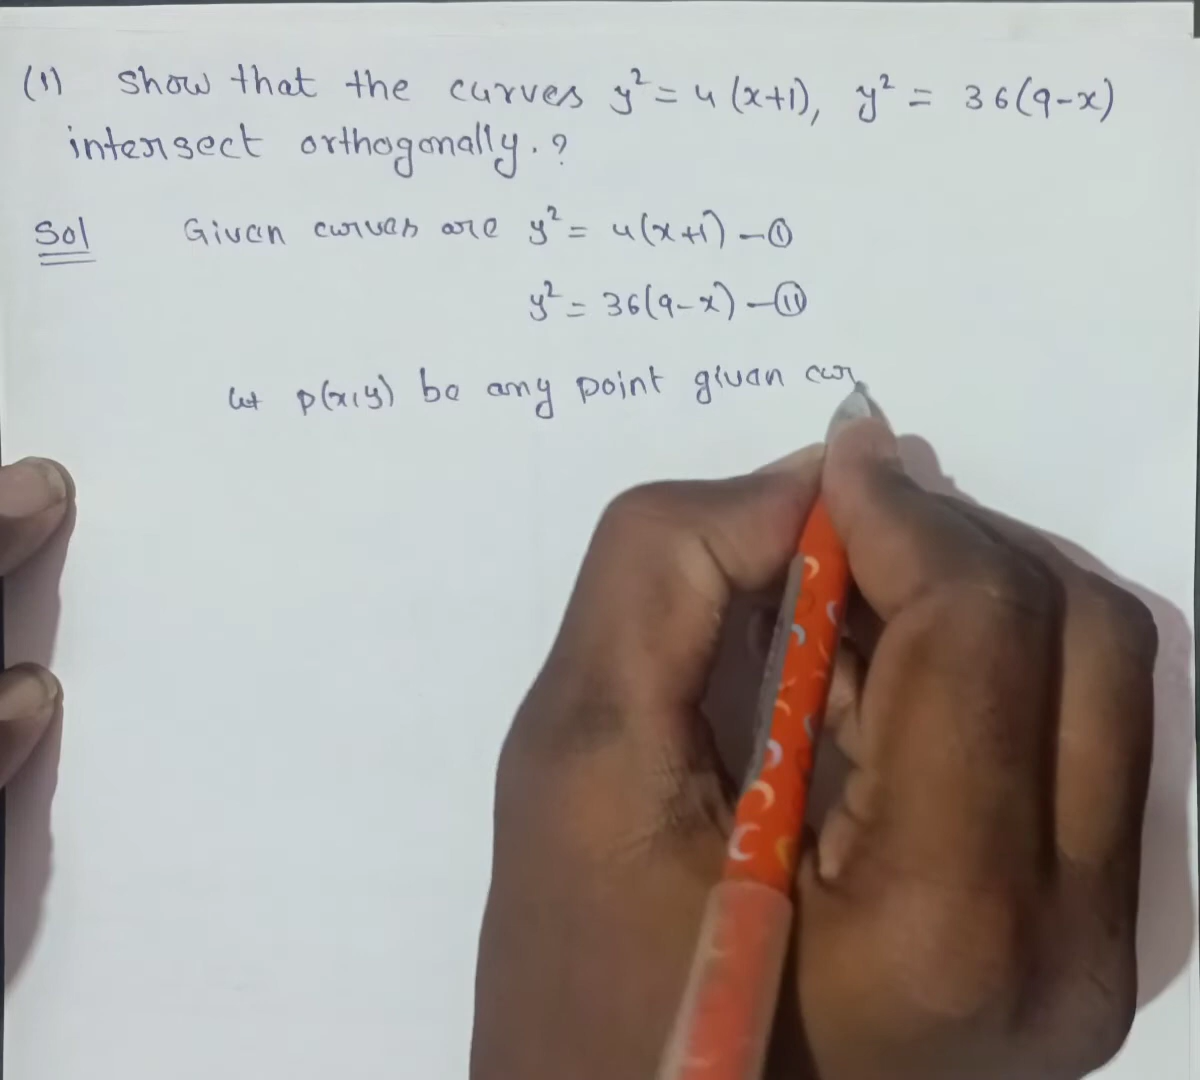 (1) Show that the curves y² = 4(x+1), y² = 36(9-x)
intersect orthogonally.?
Sol Given curves are y² = 4(x+1) - ①
y² = 36(9-x) - ⑪
let P(x,y) be any point given cur